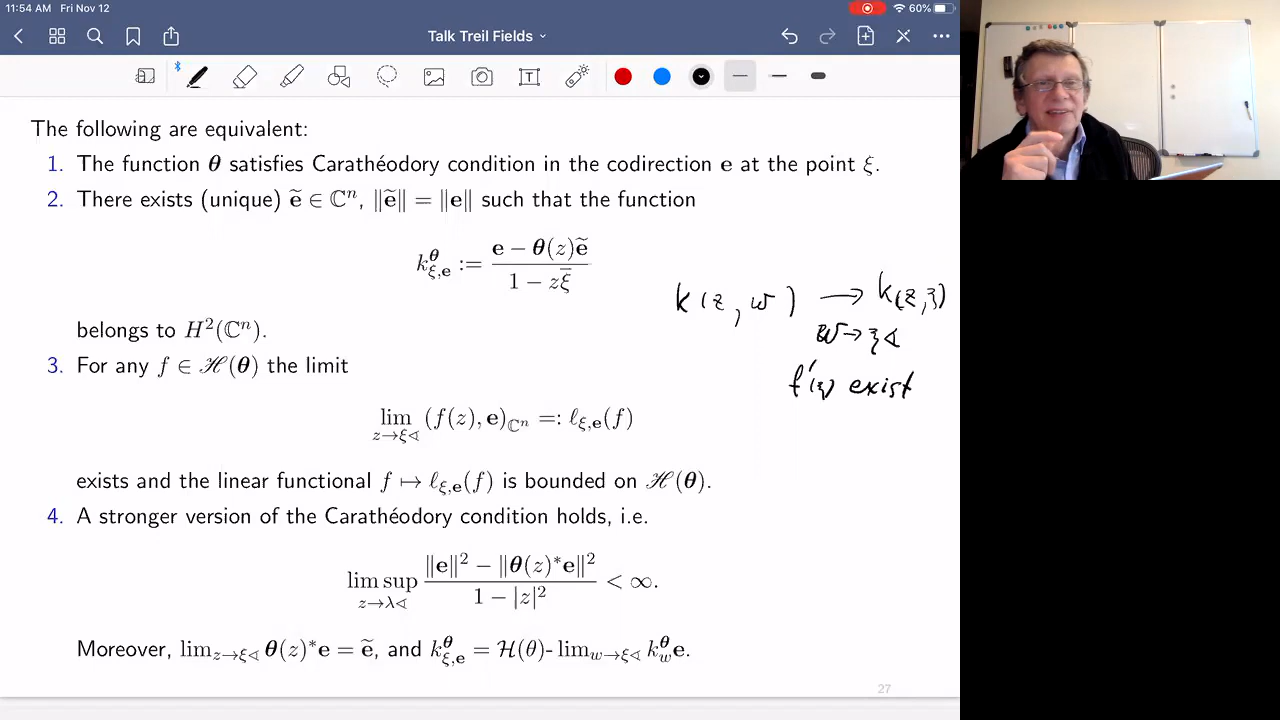 11:54 AM Fri Nov 12
60%
Talk Treil Fields
The following are equivalent:
1. The function θ satisfies Carathéodory condition in the codirection e at the point ξ.
2. There exists (unique) ẽ ∈ ℂⁿ, ‖ẽ‖ = ‖e‖ such that the function
k^θ_{ξ,e} := (e − θ(z)ẽ) / (1 − z ξ̅)
belongs to H²(ℂⁿ).
3. For any f ∈ ℋ(θ) the limit
lim_{z→ξ∢} (f(z), e)_{ℂⁿ} =: ℓ_{ξ,e}(f)
exists and the linear functional f ↦ ℓ_{ξ,e}(f) is bounded on ℋ(θ).
4. A stronger version of the Carathéodory condition holds, i.e.
lim sup_{z→λ∢} (‖e‖² − ‖θ(z)*e‖²) / (1 − |z|²) < ∞.
Moreover, lim_{z→ξ∢} θ(z)*e = ẽ, and k^θ_{ξ,e} = ℋ(θ)-lim_{w→ξ∢} k^θ_w e.
k(z, w) → k(z, ξ)
w → ξ∢
f'(ξ) exist
27